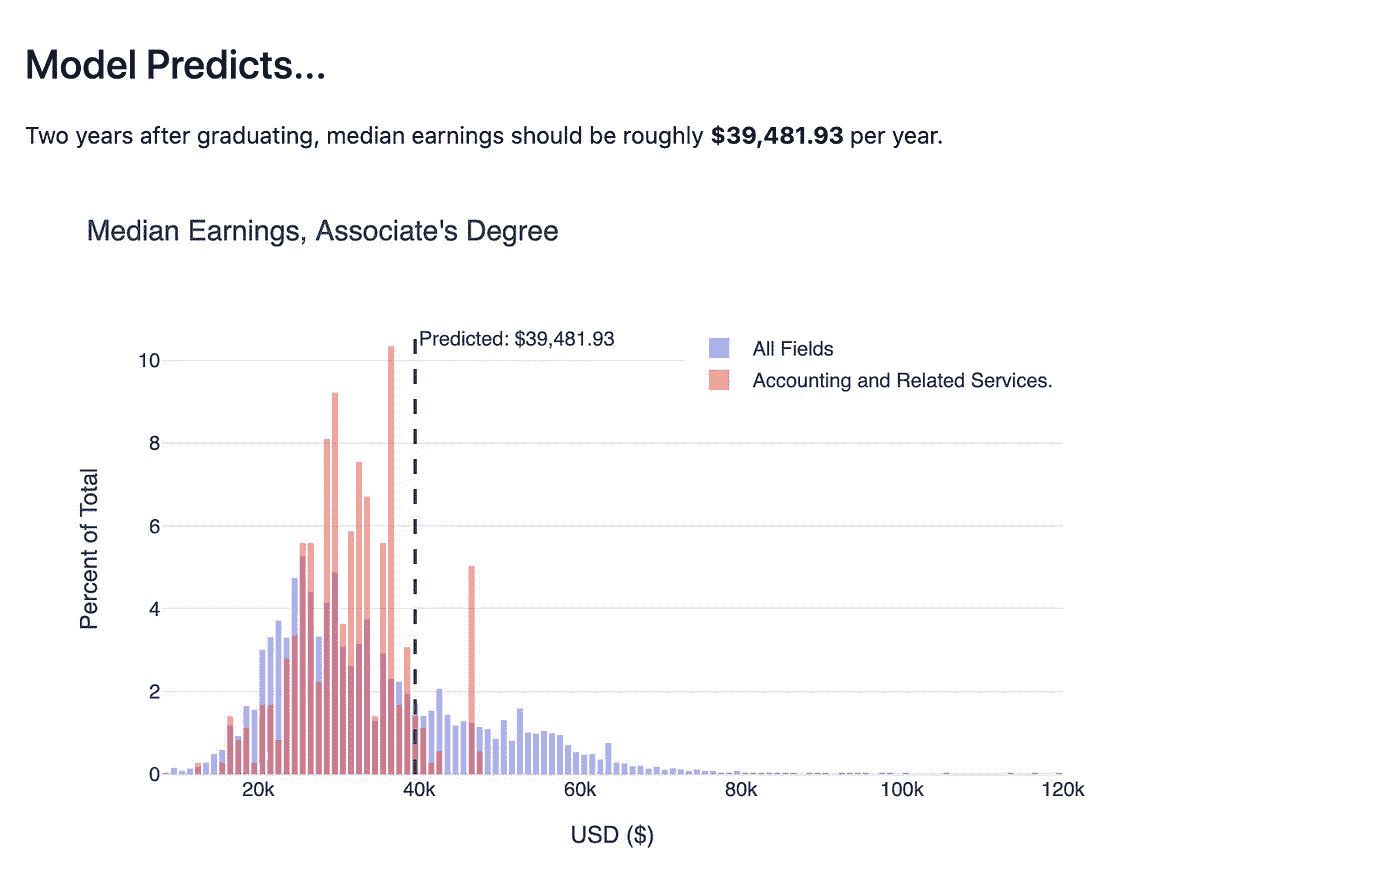 Model Predicts...
Two years after graduating, median earnings should be roughly $39,481.93 per year.
Median Earnings, Associate's Degree
Predicted: $39,481.93
All Fields
Accounting and Related Services.
10
8
6
4
2
0
Percent of Total
20k 40k 60k 80k 100k 120k
USD ($)